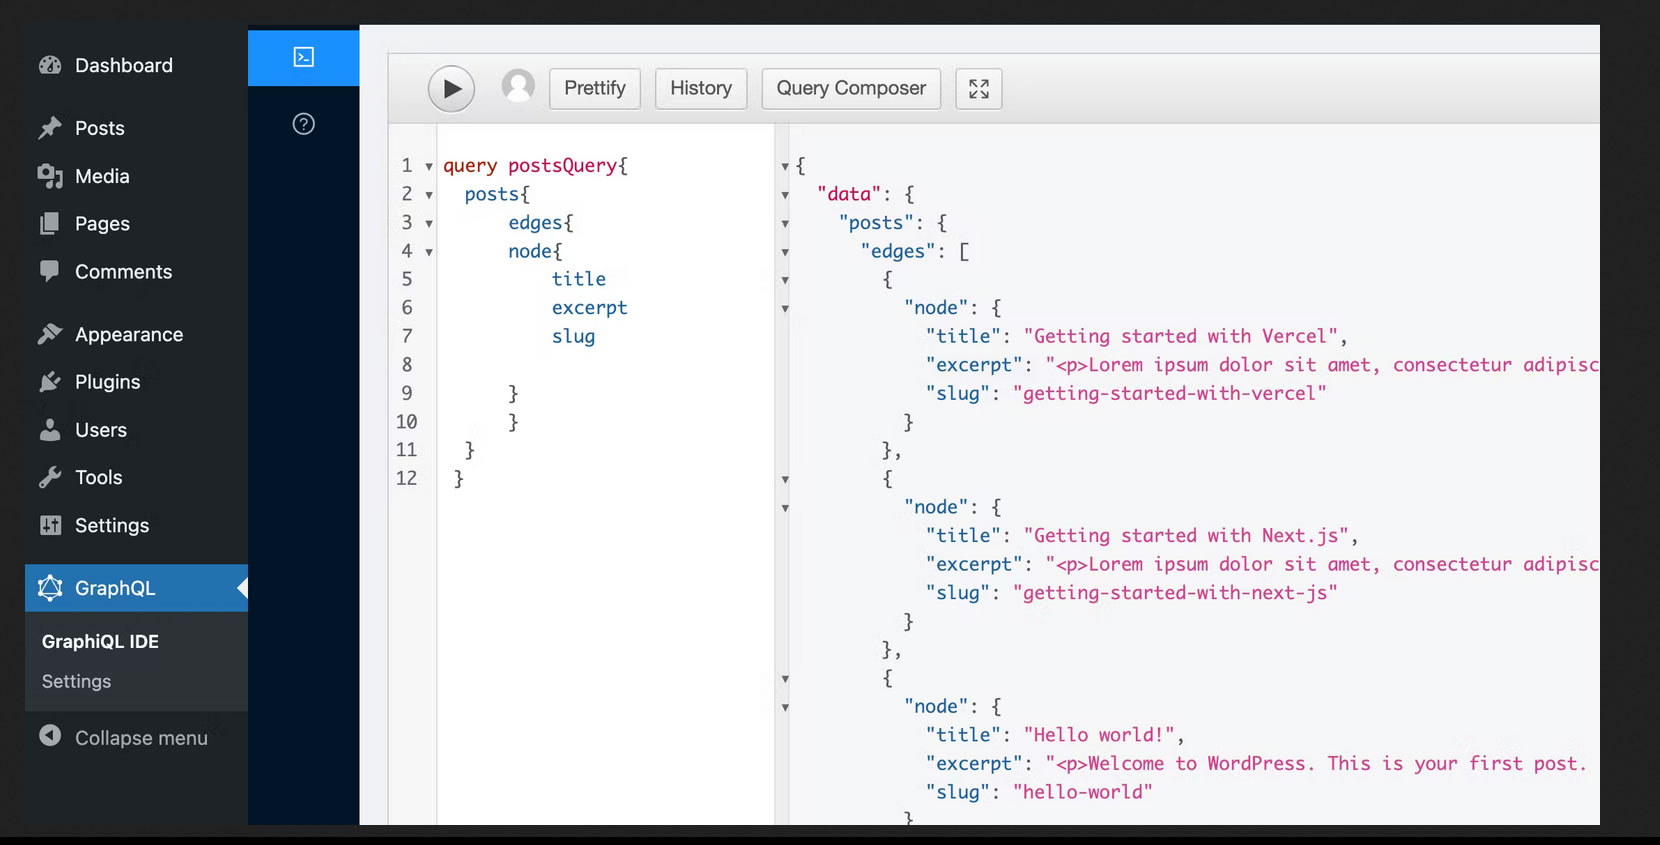 Dashboard
Posts
Media
Pages
Comments
Appearance
Plugins
Users
Tools
Settings
GraphQL
GraphiQL IDE
Settings
Collapse menu
Prettify
History
Query Composer
1 query postsQuery{
2 posts{
3 edges{
4 node{
5 title
6 excerpt
7 slug
8
9 }
10 }
11 }
12 }
{
"data": {
"posts": {
"edges": [
{
"node": {
"title": "Getting started with Vercel",
"excerpt": "<p>Lorem ipsum dolor sit amet, consectetur adipisc
"slug": "getting-started-with-vercel"
}
},
{
"node": {
"title": "Getting started with Next.js",
"excerpt": "<p>Lorem ipsum dolor sit amet, consectetur adipisc
"slug": "getting-started-with-next-js"
}
},
{
"node": {
"title": "Hello world!",
"excerpt": "<p>Welcome to WordPress. This is your first post.
"slug": "hello-world"
}